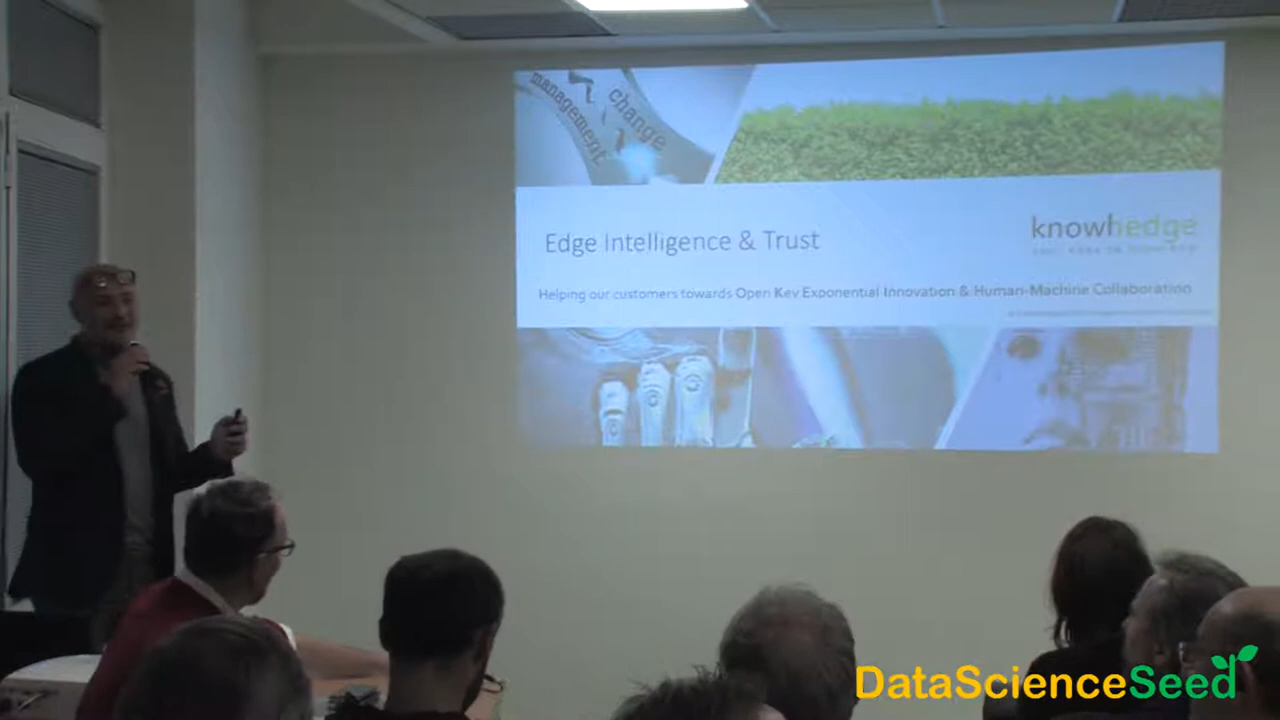 management
change
Edge Intelligence & Trust
knowhedge
Helping our customers towards Open Key Exponential Innovation & Human-Machine Collaboration
DataScienceSeed